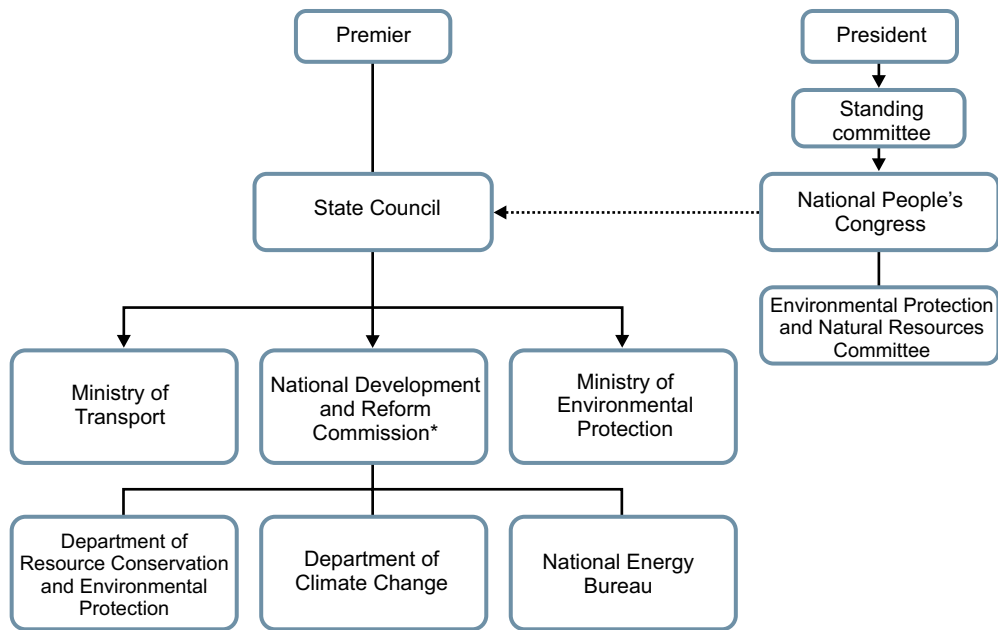 Premier
President
Standing
committee
State Council
National People's
Congress
Environmental Protection
and Natural Resources
Committee
Ministry of
Transport
National Development
and Reform
Commission*
Ministry of
Environmental
Protection
Department of
Resource Conservation
and Environmental
Protection
Department of
Climate Change
National Energy
Bureau